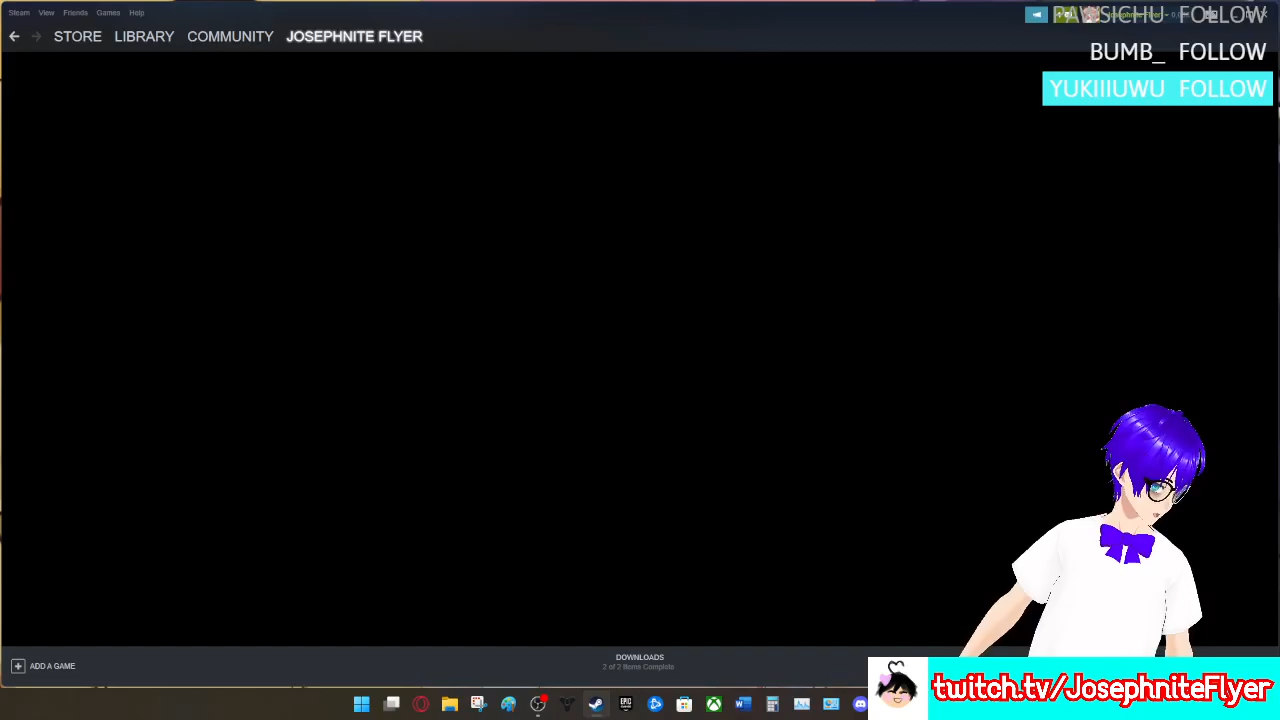 Steam View Friends Games Help
STORE LIBRARY COMMUNITY JOSEPHNITE FLYER
FOLLOW
BUMB_ FOLLOW
YUKIIIUWU FOLLOW
ADD A GAME
DOWNLOADS
2 of 2 Items Complete
twitch.tv/JosephniteFlyer